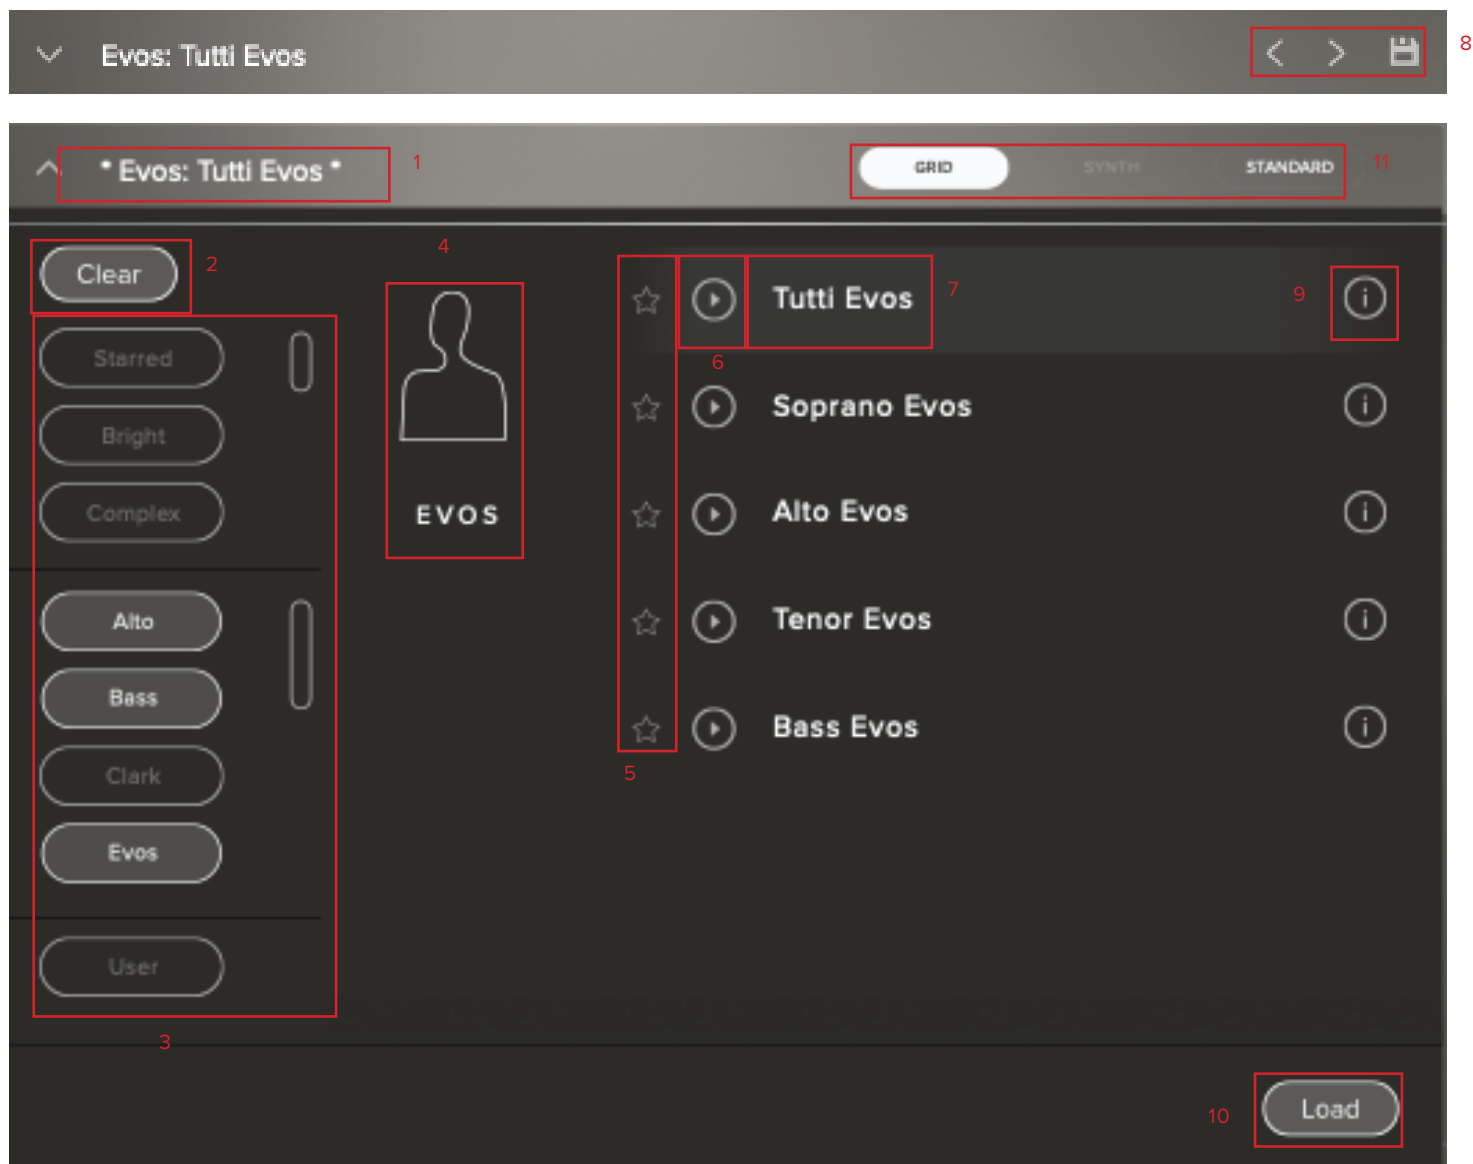 Evos: Tutti Evos
8
* Evos: Tutti Evos *
1
GRID
SYNTH
STANDARD
11
Clear
2
4
Starred
Bright
Complex
Alto
Bass
Clark
Evos
User
3
EVOS
Tutti Evos
7
9
6
Soprano Evos
Alto Evos
Tenor Evos
Bass Evos
5
10
Load